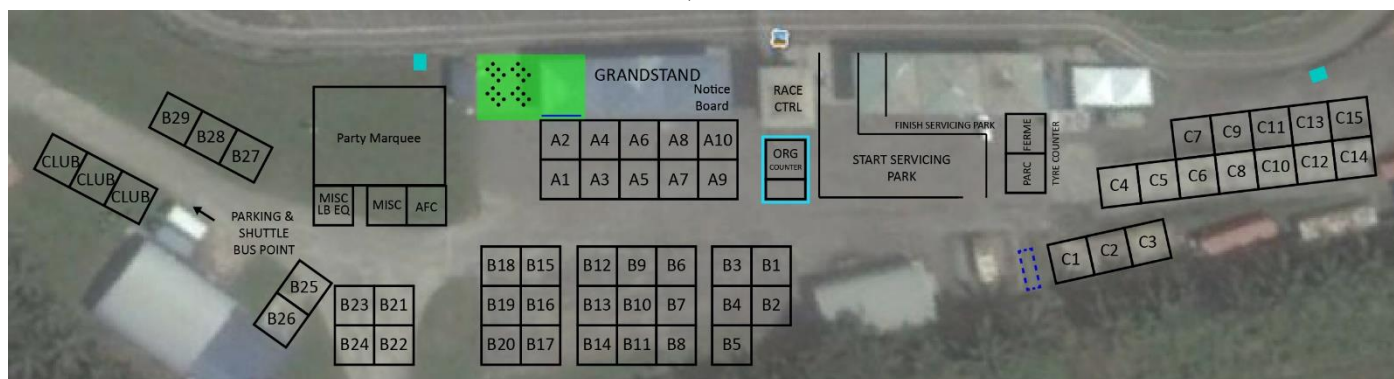 GRANDSTAND
Notice
Board
RACE
CTRL
B29
B28
B27
Party Marquee
A2 A4 A6 A8 A10
A1 A3 A5 A7 A9
ORG
COUNTER
FINISH SERVICING PARK
START SERVICING
PARK
FERME
PARC
TYRE COUNTER
C7 C9 C11 C13 C15
C4 C5 C6 C8 C10 C12 C14
CLUB
CLUB
CLUB
MISC
LB EQ
MISC
AFC
PARKING &
SHUTTLE
BUS POINT
C1 C2 C3
B25
B26
B23 B21
B24 B22
B18 B15
B19 B16
B20 B17
B12 B9 B6
B13 B10 B7
B14 B11 B8
B3 B1
B4 B2
B5